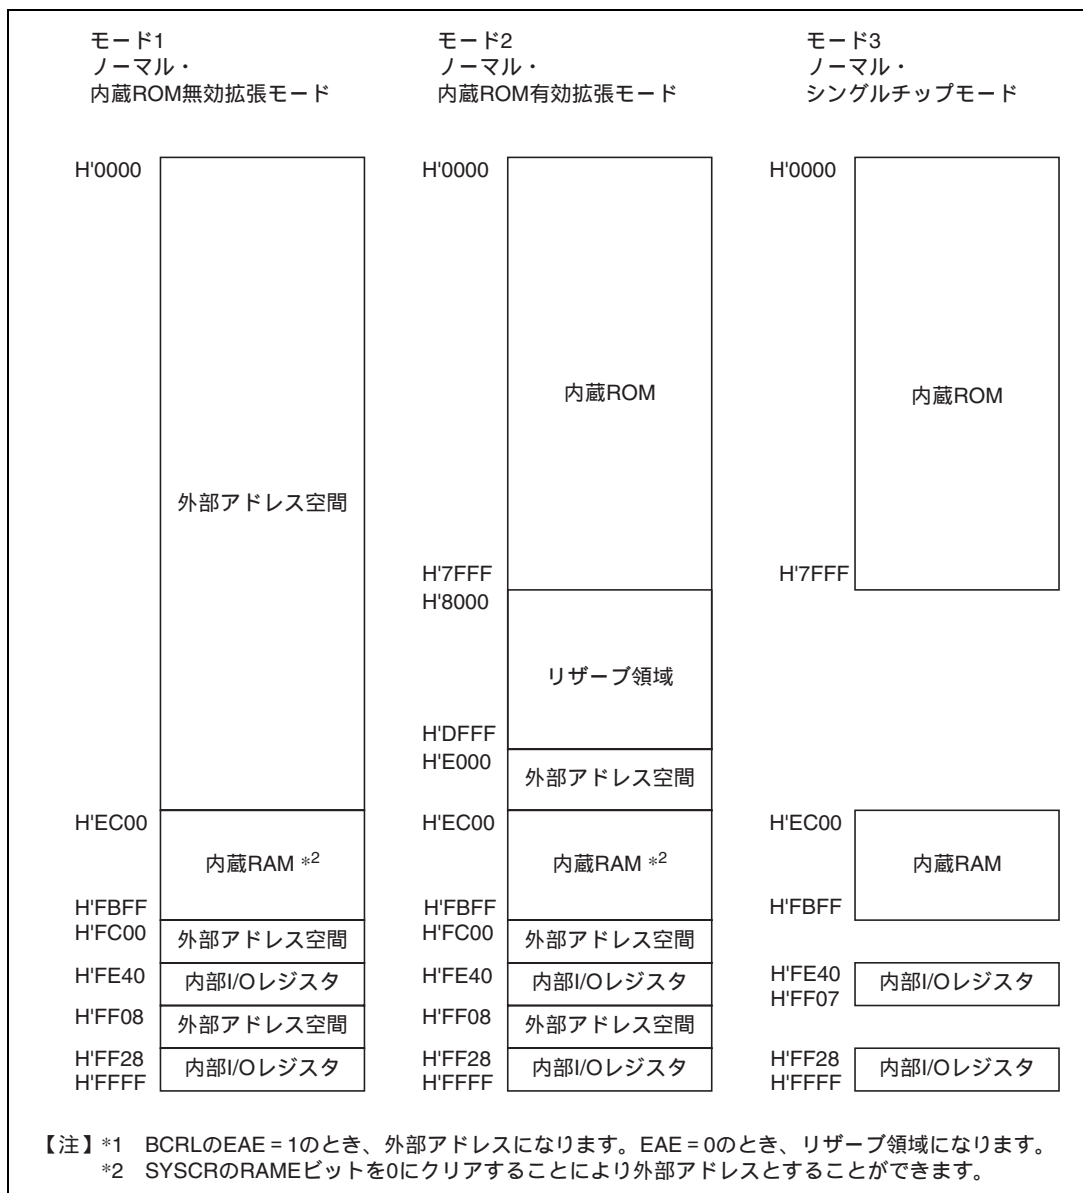 モード1
ノーマル・
内蔵ROM無効拡張モード
H'0000
外部アドレス空間
H'EC00
内蔵RAM *2
H'FBFF
H'FC00
外部アドレス空間
H'FE40
内部I/Oレジスタ
H'FF08
外部アドレス空間
H'FF28
内部I/Oレジスタ
H'FFFF
モード2
ノーマル・
内蔵ROM有効拡張モード
H'0000
内蔵ROM
H'7FFF
H'8000
リザーブ領域
H'DFFF
H'E000
外部アドレス空間
H'EC00
内蔵RAM *2
H'FBFF
H'FC00
外部アドレス空間
H'FE40
内部I/Oレジスタ
H'FF08
外部アドレス空間
H'FF28
内部I/Oレジスタ
H'FFFF
モード3
ノーマル・
シングルチップモード
H'0000
内蔵ROM
H'7FFF
H'EC00
内蔵RAM
H'FBFF
H'FE40
内部I/Oレジスタ
H'FF07
H'FF28
内部I/Oレジスタ
H'FFFF
【注】*1 BCRLのEAE = 1のとき、外部アドレスになります。EAE = 0のとき、リザーブ領域になります。
*2 SYSCRのRAMEビットを0にクリアすることにより外部アドレスとすることができます。